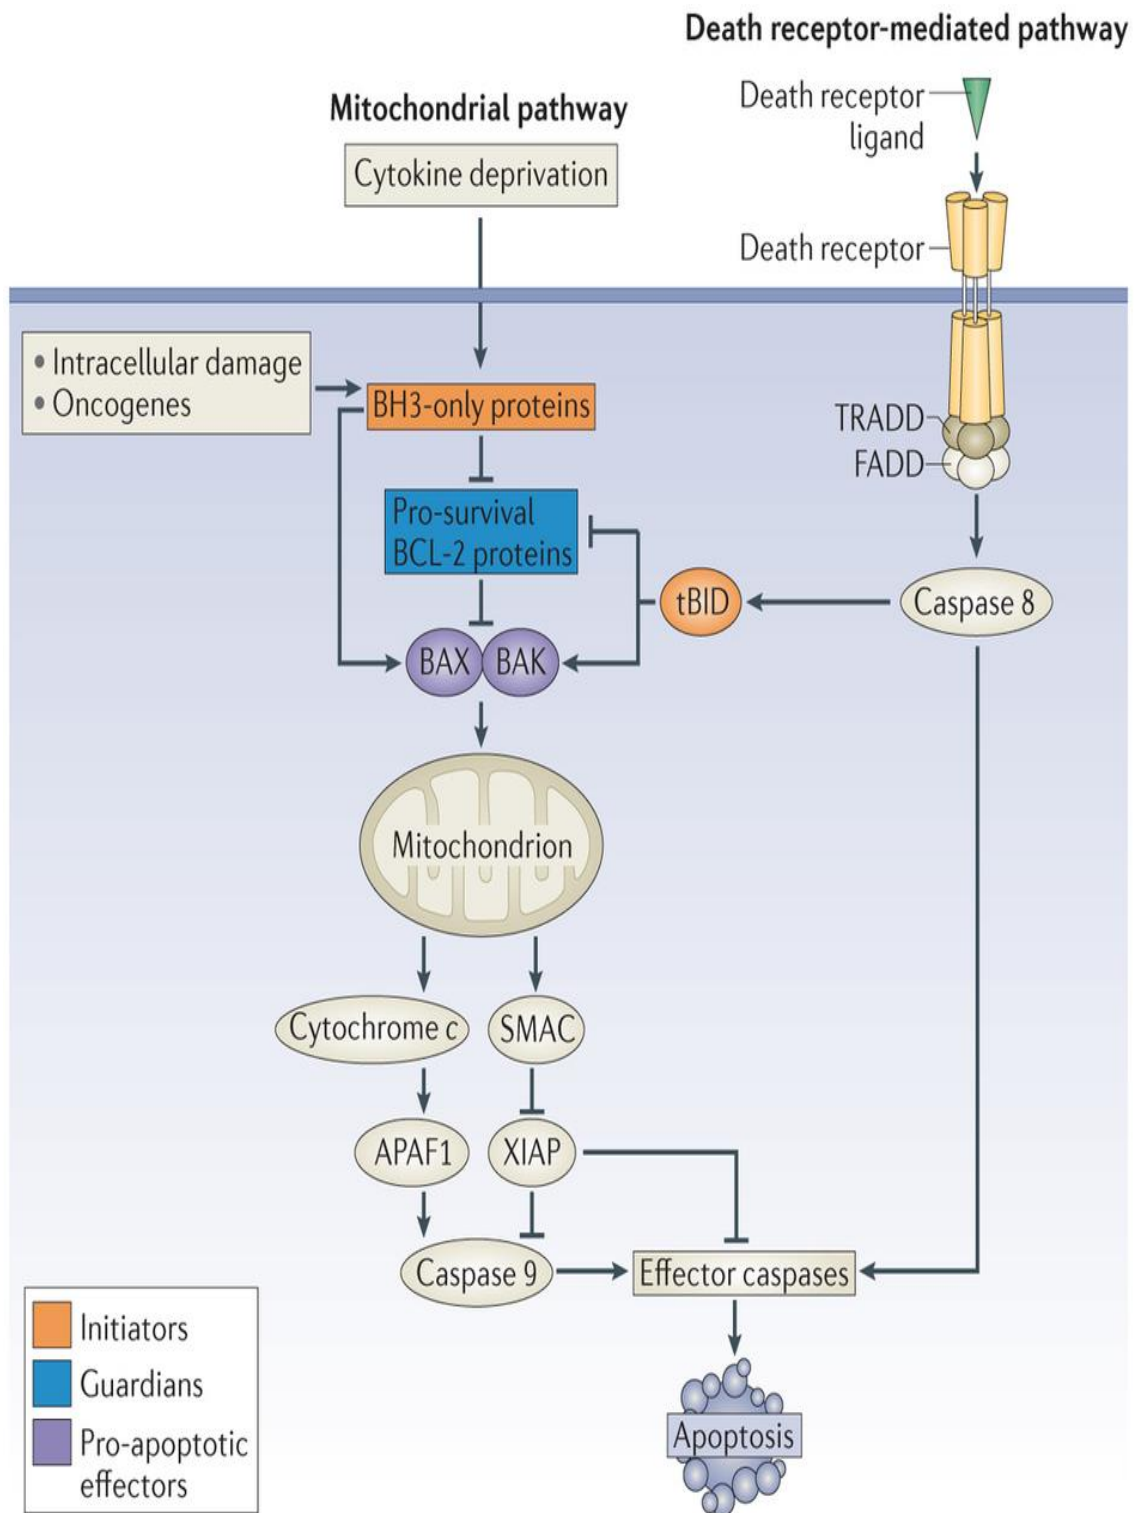 Death receptor-mediated pathway
Death receptor
ligand
Mitochondrial pathway
Cytokine deprivation
Death receptor
• Intracellular damage
• Oncogenes
BH3-only proteins
TRADD
FADD
Pro-survival
BCL-2 proteins
tBID
Caspase 8
BAX
BAK
Mitochondrion
Cytochrome c
SMAC
APAF1
XIAP
Caspase 9
Effector caspases
Initiators
Guardians
Pro-apoptotic
effectors
Apoptosis